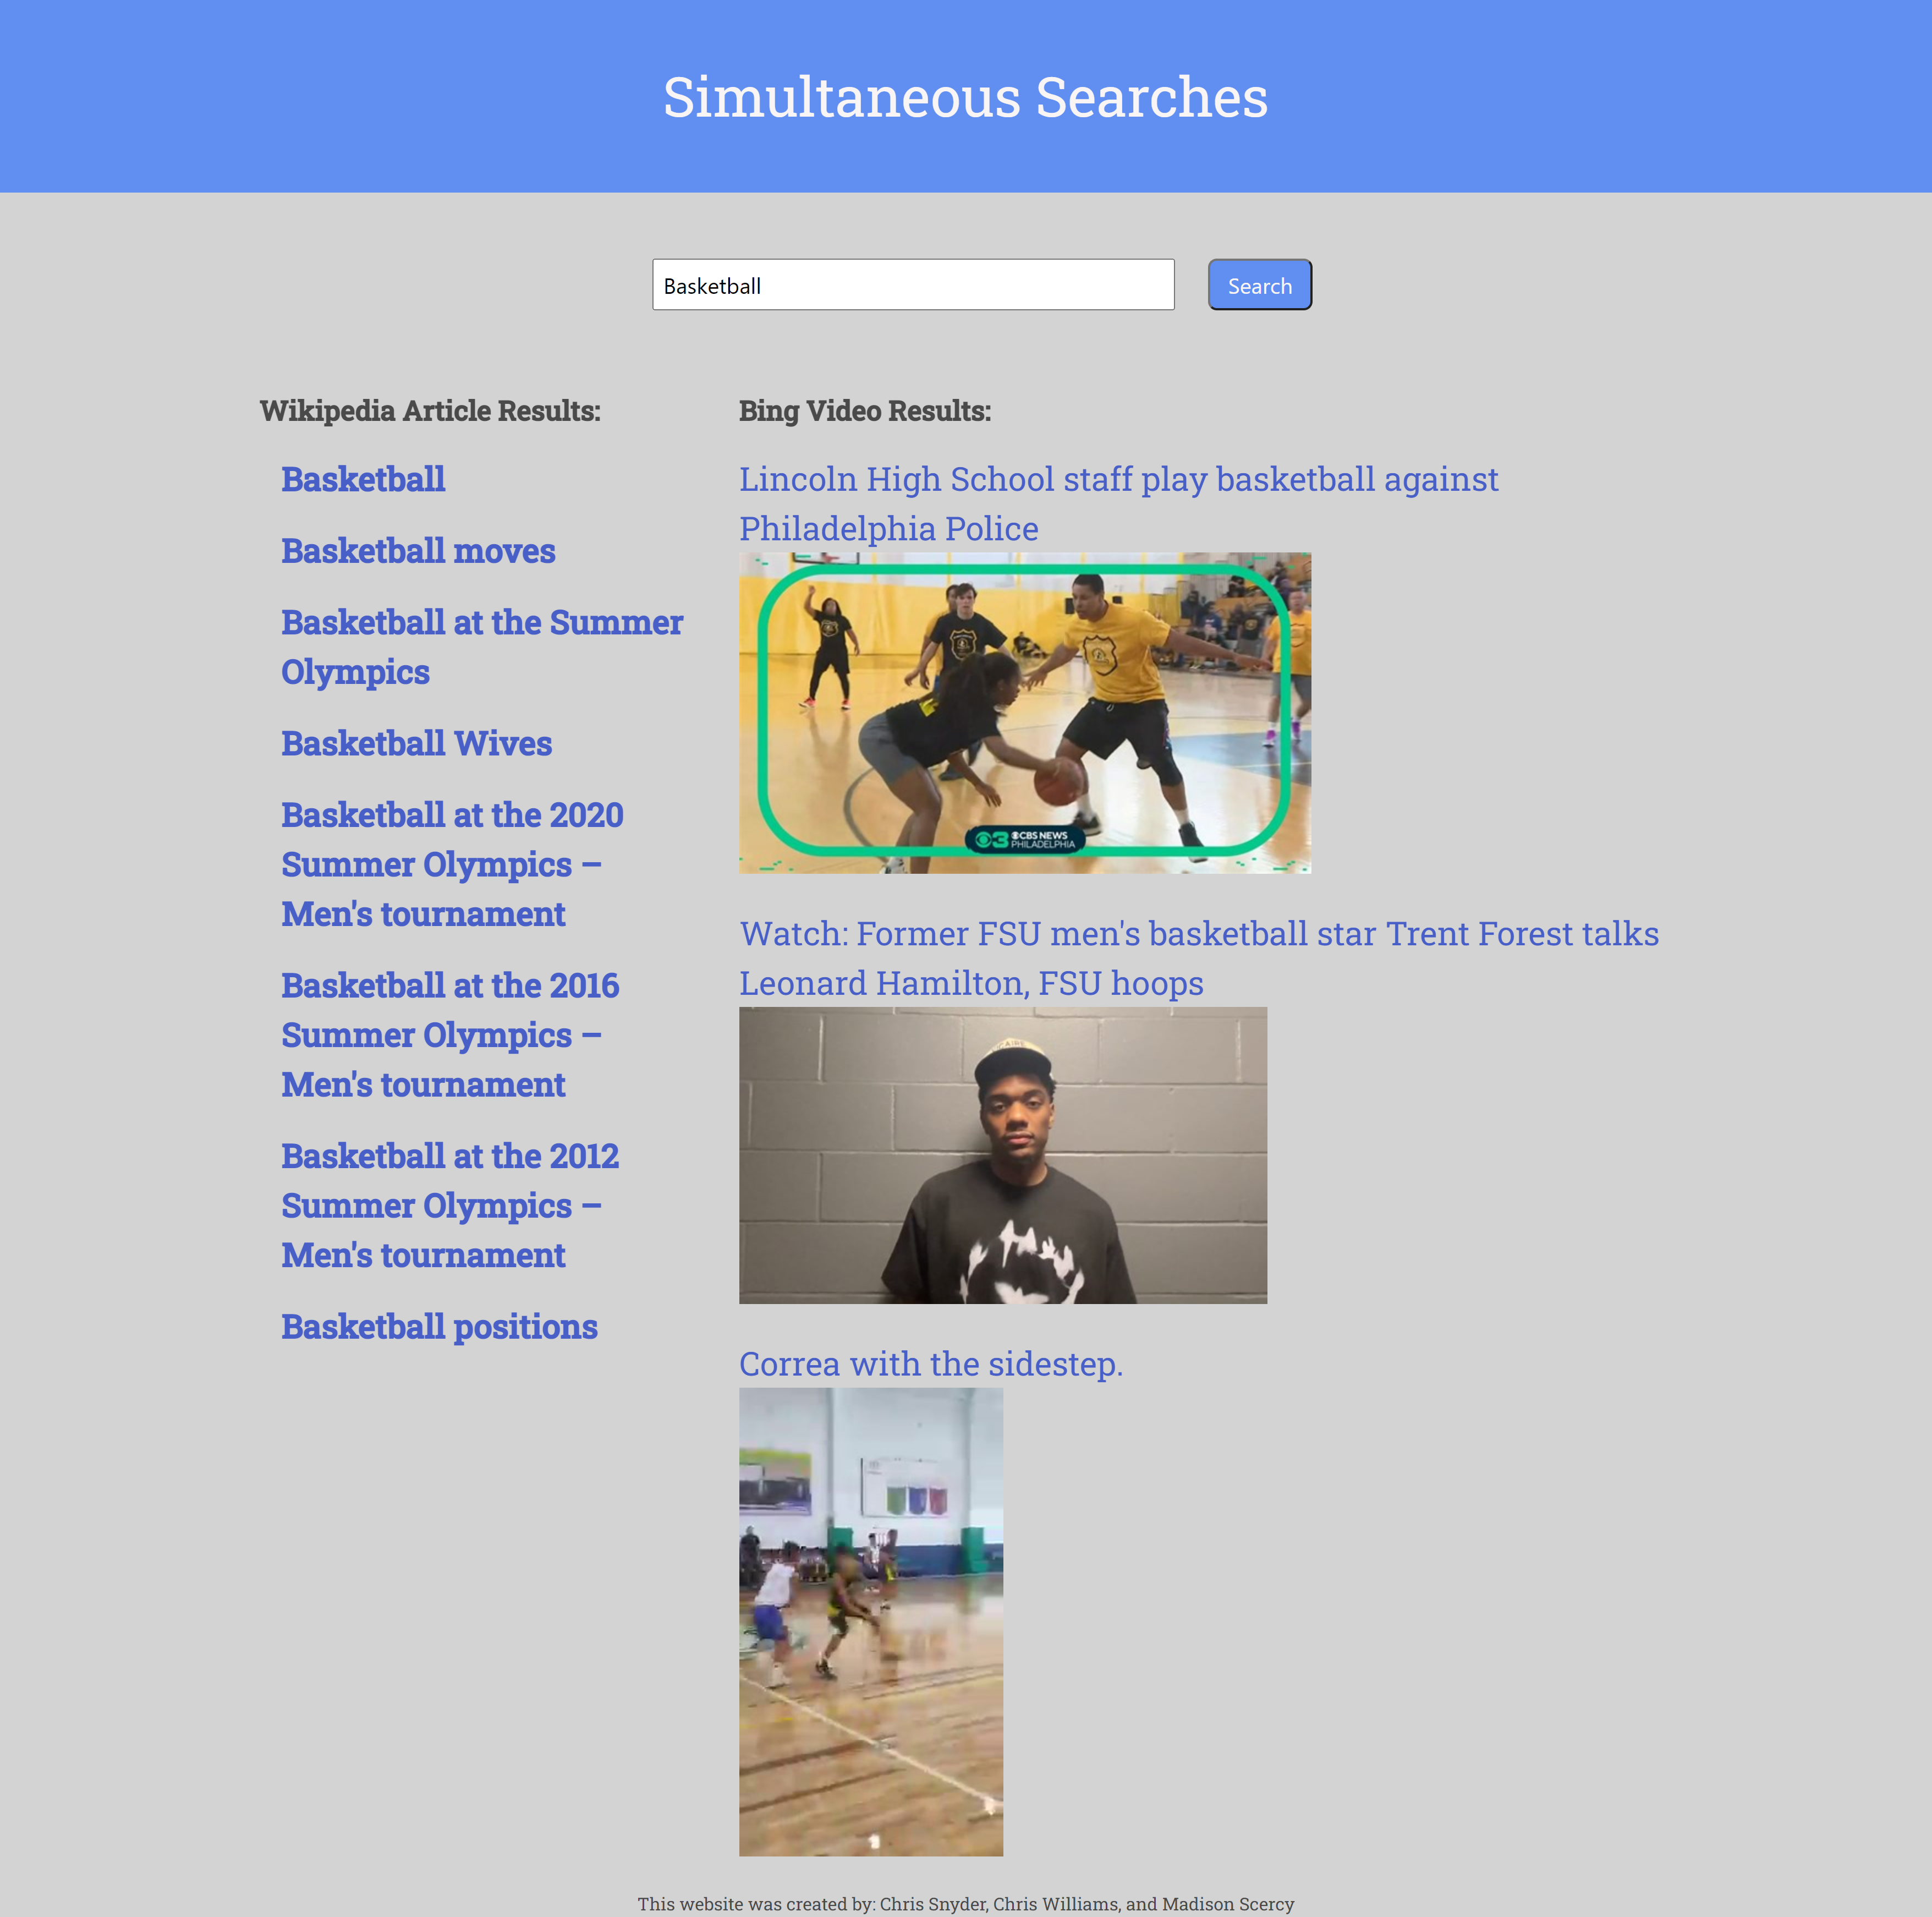 Simultaneous Searches
Basketball
Search
Wikipedia Article Results:
Basketball
Basketball moves
Basketball at the Summer
Olympics
Basketball Wives
Basketball at the 2020
Summer Olympics –
Men's tournament
Basketball at the 2016
Summer Olympics –
Men's tournament
Basketball at the 2012
Summer Olympics –
Men's tournament
Basketball positions
Bing Video Results:
Lincoln High School staff play basketball against
Philadelphia Police
3 CBS NEWS
PHILADELPHIA
Watch: Former FSU men's basketball star Trent Forest talks
Leonard Hamilton, FSU hoops
Correa with the sidestep.
This website was created by: Chris Snyder, Chris Williams, and Madison Scercy